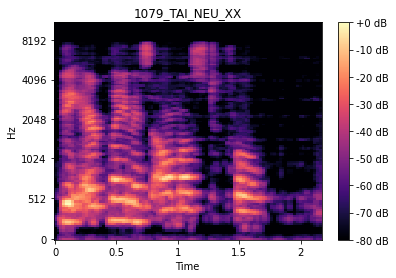 1079_TAI_NEU_XX
8192
4096
2048
1024
512
0
Hz
0
0.5
1
1.5
2
Time
+0 dB
-10 dB
-20 dB
-30 dB
-40 dB
-50 dB
-60 dB
-70 dB
-80 dB